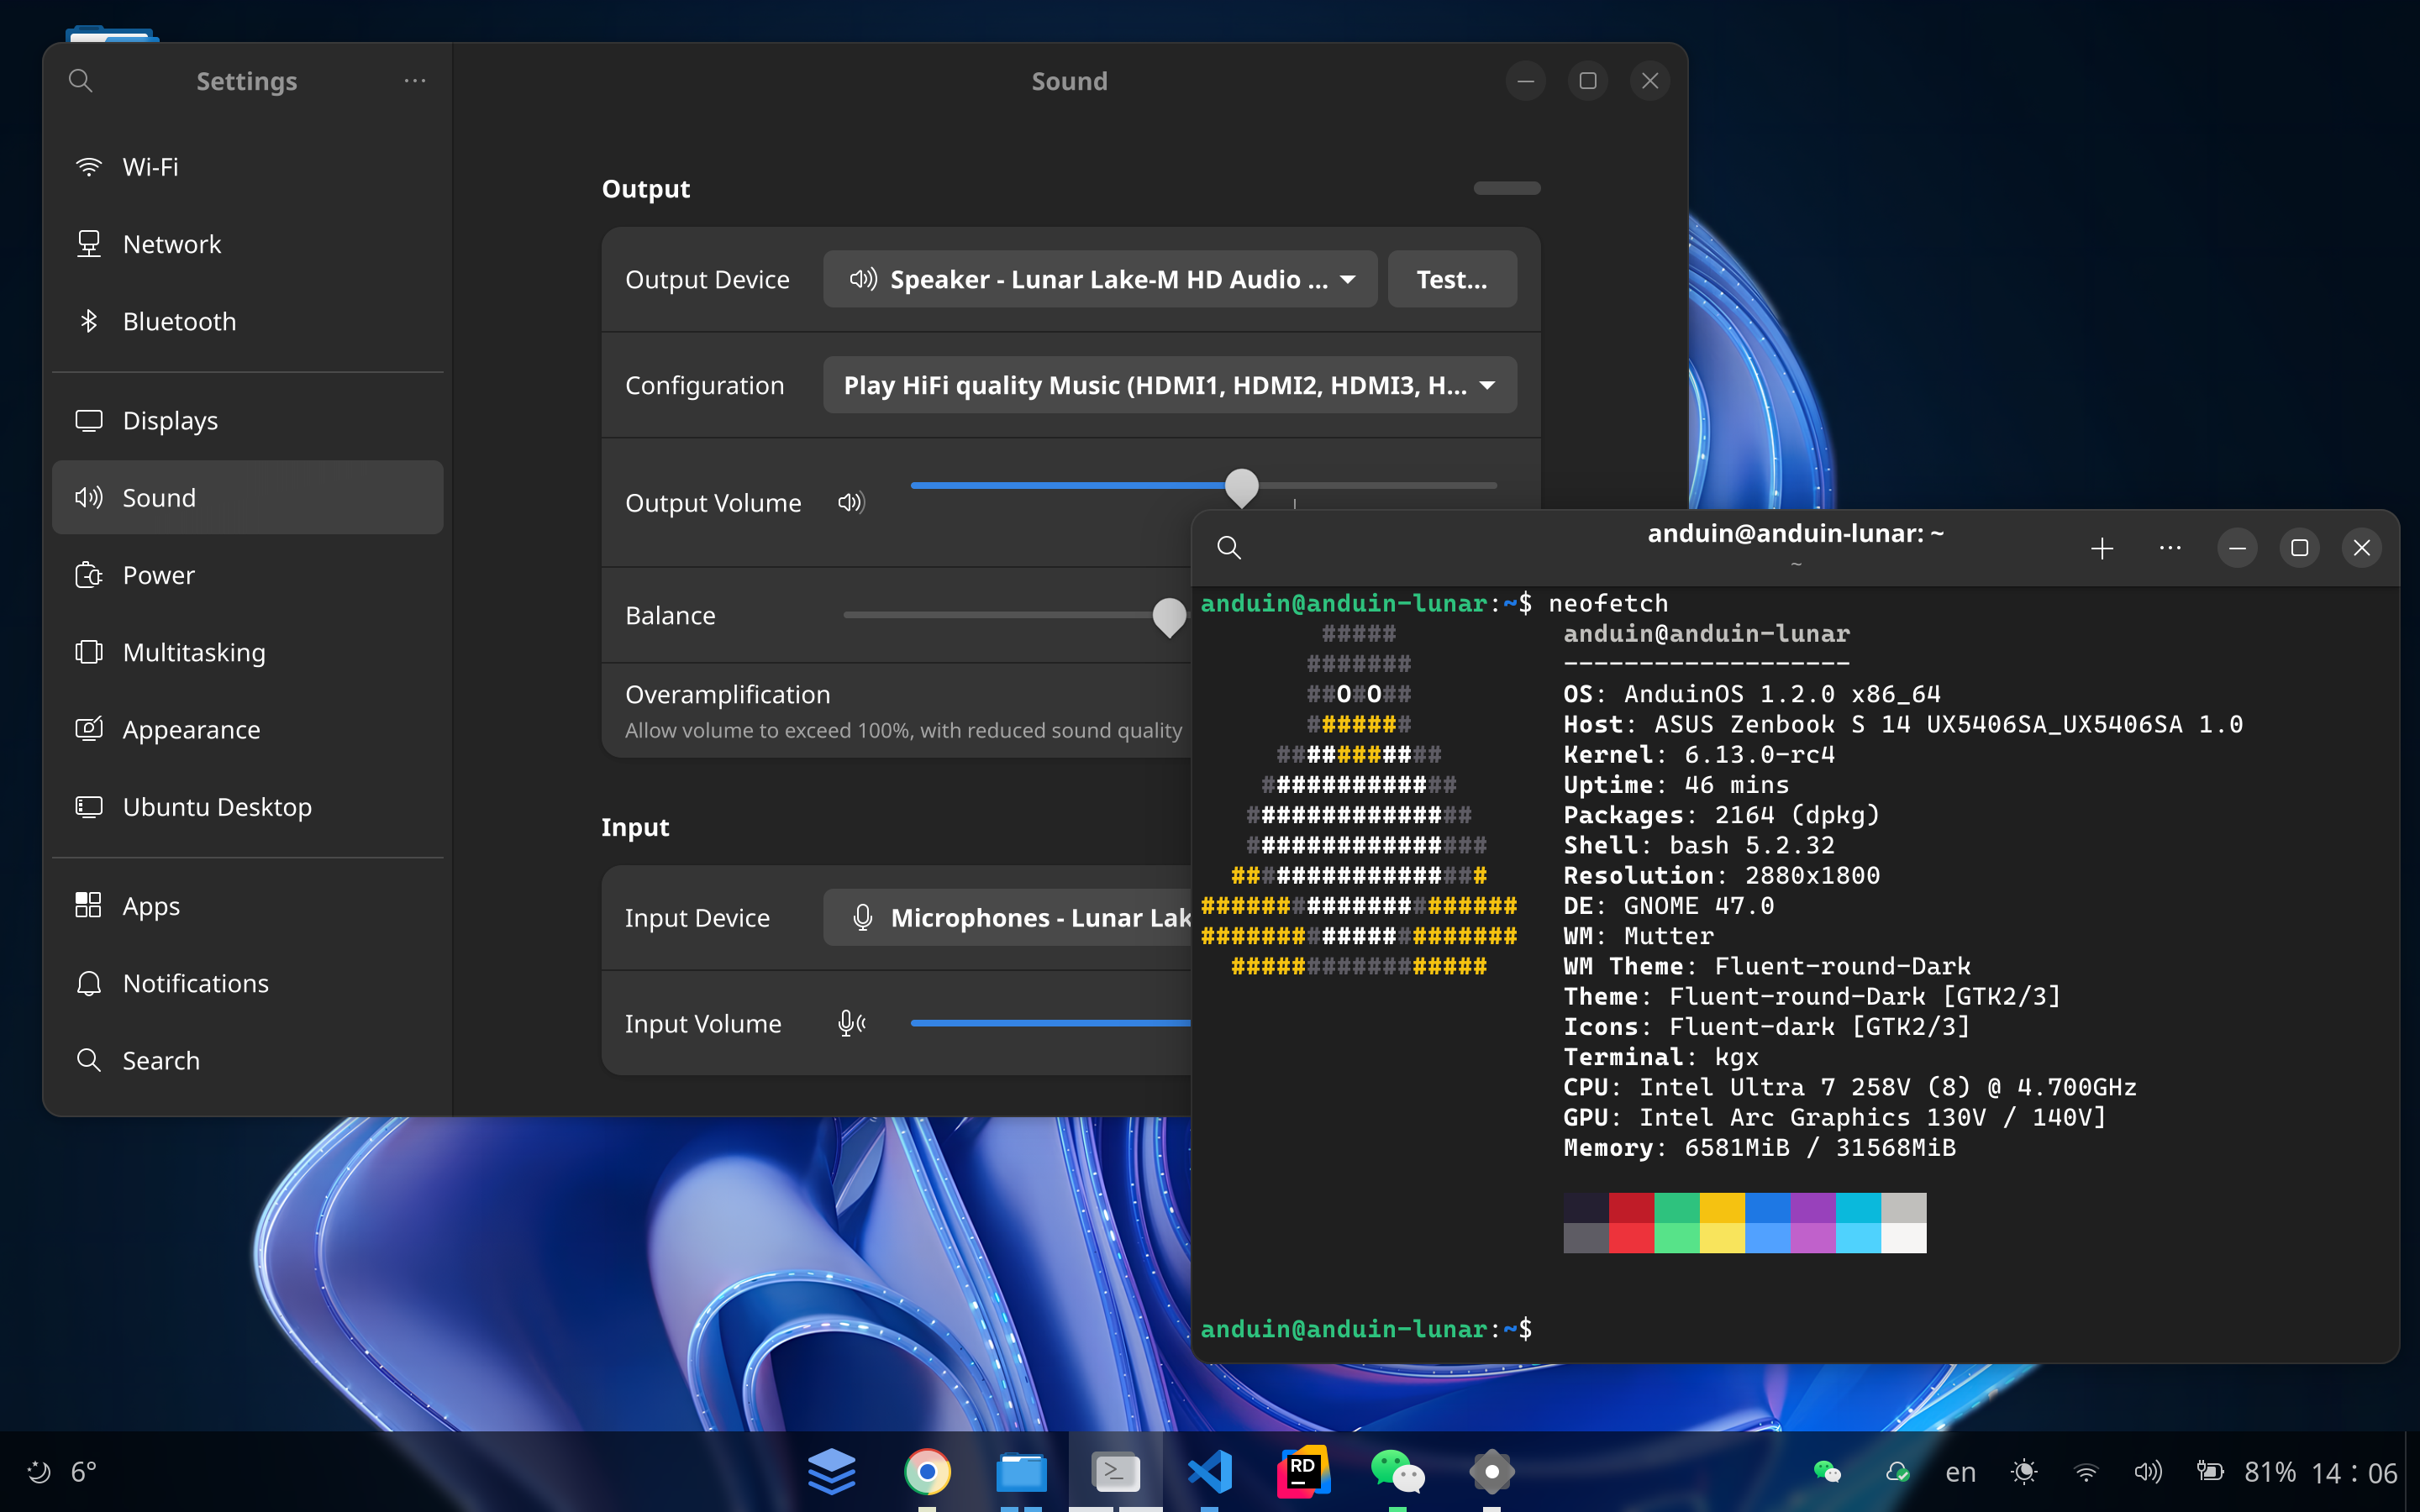 Settings
Sound
Wi-Fi
Network
Bluetooth
Displays
Sound
Power
Multitasking
Appearance
Ubuntu Desktop
Apps
Notifications
Search
Output
Output Device
Speaker - Lunar Lake-M HD Audio ...
Test...
Configuration
Play HiFi quality Music (HDMI1, HDMI2, HDMI3, H...
Output Volume
Balance
Overamplification
Allow volume to exceed 100%, with reduced sound quality
Input
Input Device
Microphones - Lunar Lak
Input Volume
anduin@anduin-lunar: ~
~
anduin@anduin-lunar:~$ neofetch
##### anduin@anduin-lunar
####### -------------------
##O#O## OS: AnduinOS 1.2.0 x86_64
####### Host: ASUS Zenbook S 14 UX5406SA_UX5406SA 1.0
########### Kernel: 6.13.0-rc4
############# Uptime: 46 mins
############### Packages: 2164 (dpkg)
################ Shell: bash 5.2.32
################# Resolution: 2880x1800
##################### DE: GNOME 47.0
##################### WM: Mutter
################# WM Theme: Fluent-round-Dark
Theme: Fluent-round-Dark [GTK2/3]
Icons: Fluent-dark [GTK2/3]
Terminal: kgx
CPU: Intel Ultra 7 258V (8) @ 4.700GHz
GPU: Intel Arc Graphics 130V / 140V]
Memory: 6581MiB / 31568MiB
anduin@anduin-lunar:~$
6°
RD
en
81%
14 : 06